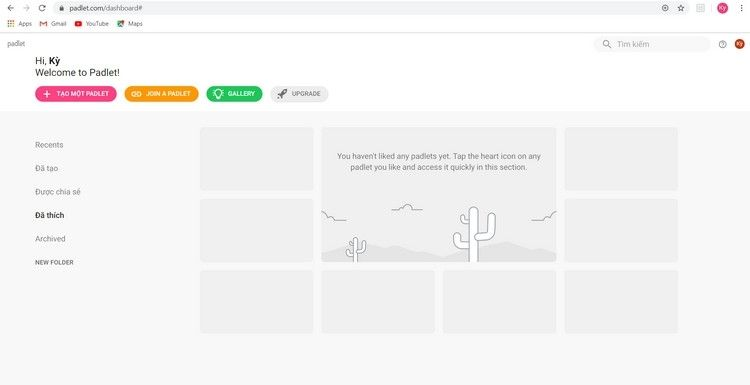 padlet.com/dashboard#
Ky
Apps
Gmail
YouTube
Maps
padlet
Tìm kiếm
Kỳ
Hi, Kỳ
Welcome to Padlet!
TẠO MỘT PADLET
JOIN A PADLET
GALLERY
UPGRADE
Recents
Đã tạo
Được chia sẻ
Đã thích
Archived
NEW FOLDER
You haven't liked any padlets yet. Tap the heart icon on any
padlet you like and access it quickly in this section.